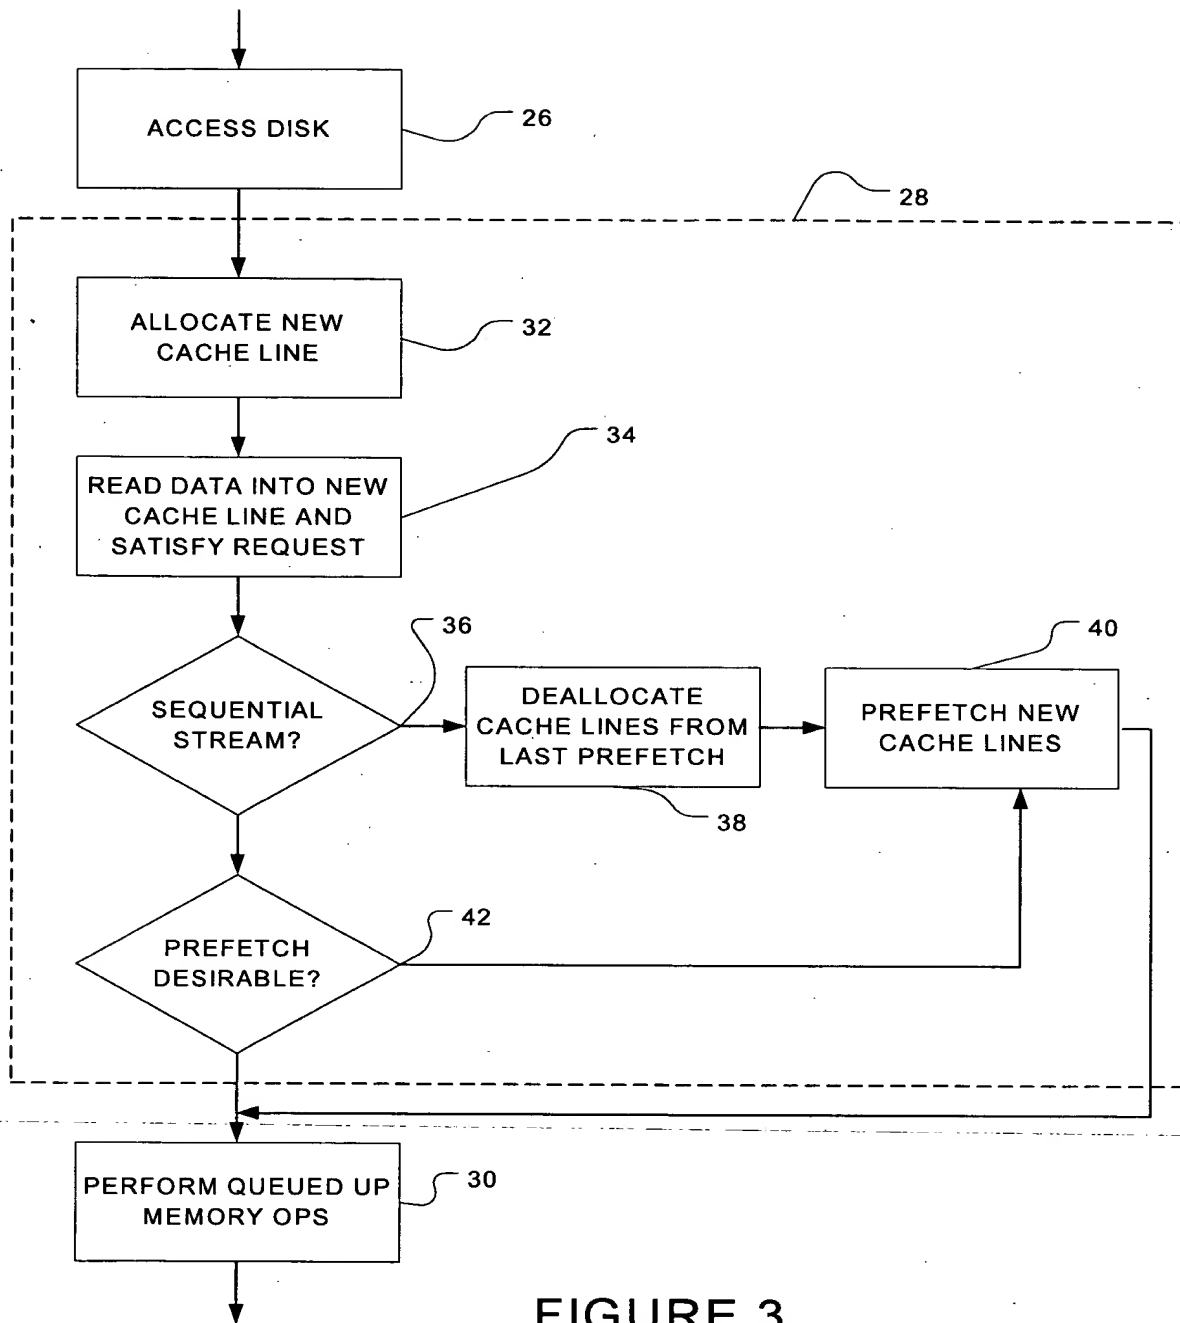 ACCESS DISK
26
28
ALLOCATE NEW
CACHE LINE
32
34
READ DATA INTO NEW
CACHE LINE AND
SATISFY REQUEST
36
SEQUENTIAL
STREAM?
DEALLOCATE
CACHE LINES FROM
LAST PREFETCH
38
40
PREFETCH NEW
CACHE LINES
42
PREFETCH
DESIRABLE?
PERFORM QUEUED UP
MEMORY OPS
30
FIGURE 3